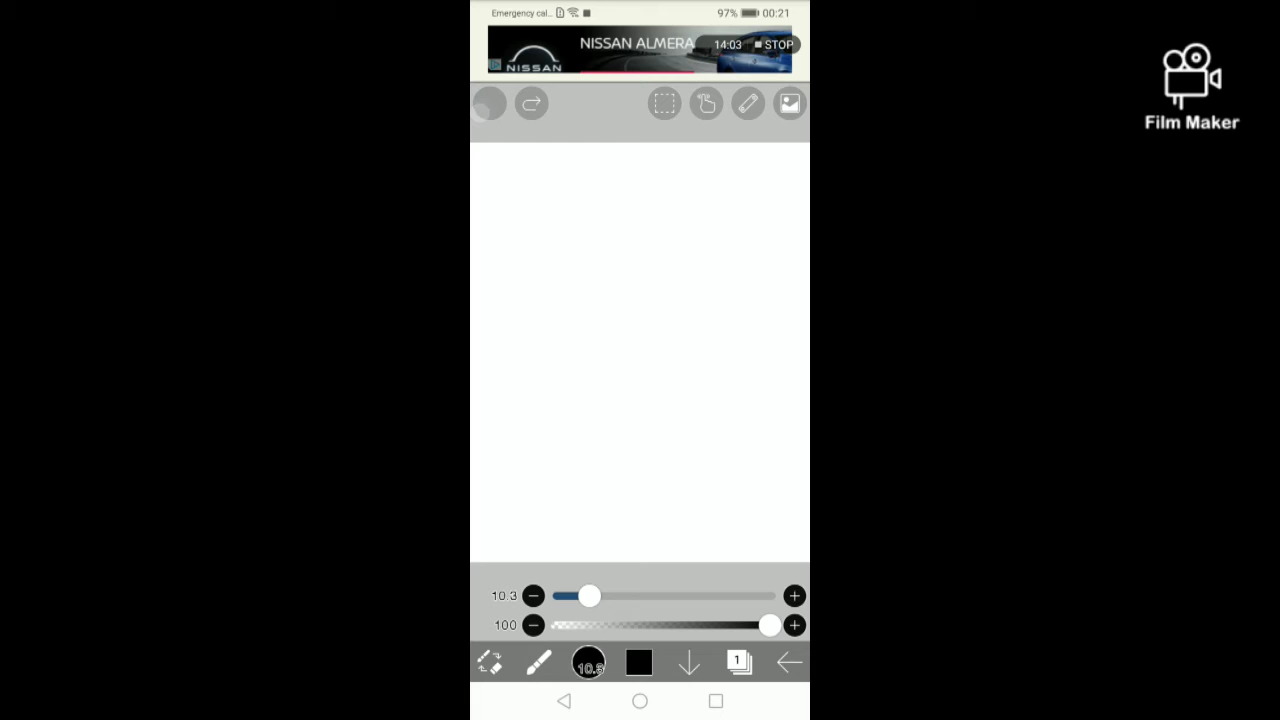 Emergency cal... 97% 00:21
NISSAN ALMERA 14:03 STOP
NISSAN
Film Maker
10.3
100
10.3 1